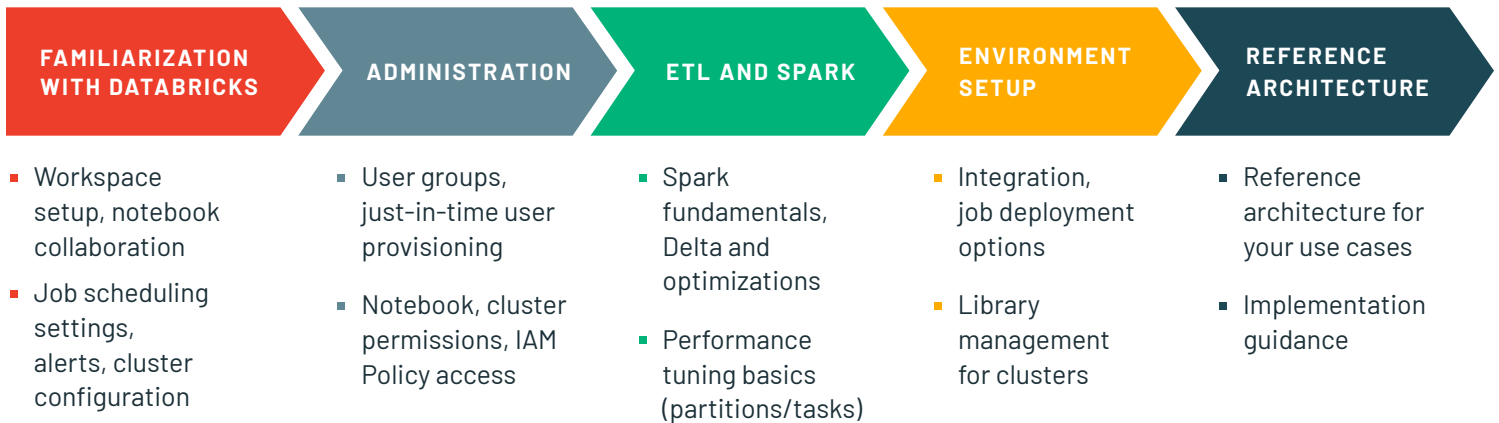 FAMILIARIZATION
WITH DATABRICKS
ADMINISTRATION
ETL AND SPARK
ENVIRONMENT
SETUP
REFERENCE
ARCHITECTURE
Workspace
setup, notebook
collaboration
Job scheduling
settings,
alerts, cluster
configuration
User groups,
just-in-time user
provisioning
Notebook, cluster
permissions, IAM
Policy access
Spark
fundamentals,
Delta and
optimizations
Performance
tuning basics
(partitions/tasks)
Integration,
job deployment
options
Library
management
for clusters
Reference
architecture for
your use cases
Implementation
guidance